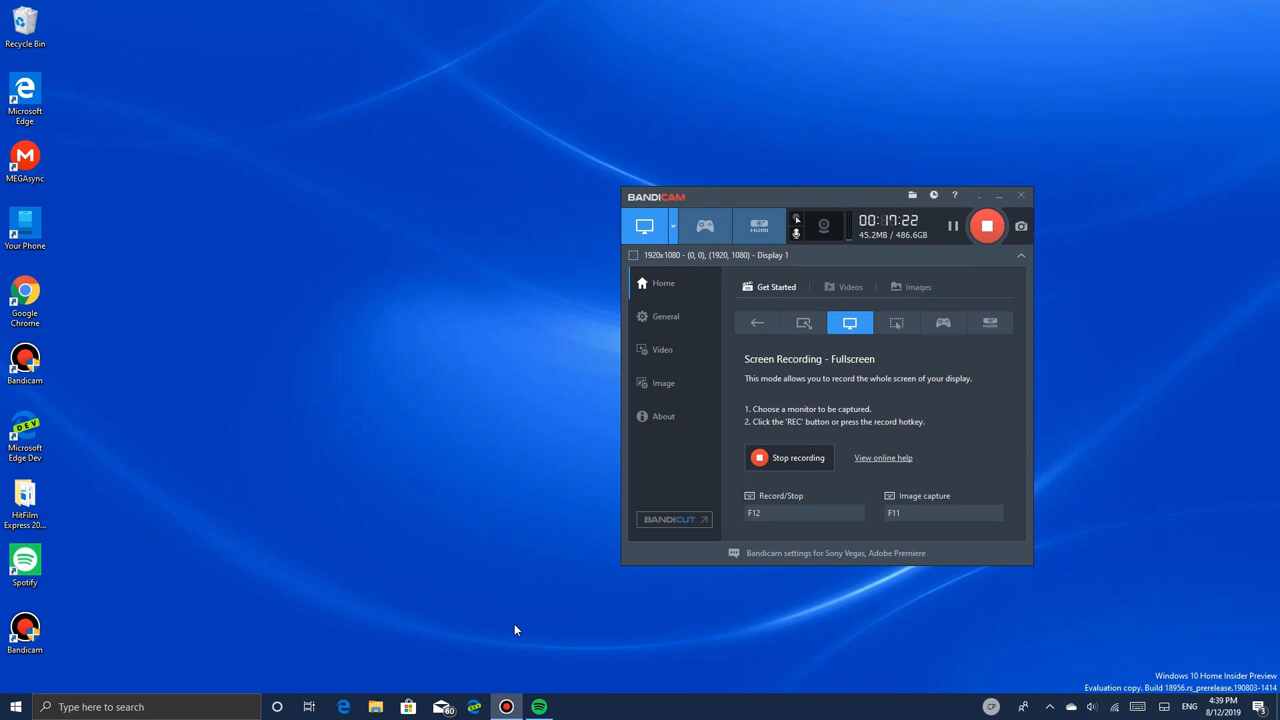 Recycle Bin
Microsoft
Edge
MEGAsync
Your Phone
Google
Chrome
Bandicam
DEV
Microsoft
Edge Dev
HitFilm
Express 20...
Spotify
Bandicam
BANDICAM
HDMI
00:17:22
45.2MB / 486.6GB
1920x1080 - (0, 0), (1920, 1080) - Display 1
Home
General
Video
Image
About
BANDICUT
Get Started
Videos
Images
Screen Recording - Fullscreen
This mode allows you to record the whole screen of your display.
1. Choose a monitor to be captured.
2. Click the 'REC' button or press the record hotkey.
Stop recording
View online help
Record/Stop
Image capture
F12
F11
Bandicam settings for Sony Vegas, Adobe Premiere
Windows 10 Home Insider Preview
Evaluation copy. Build 18956.rs_prerelease.190803-1414
Type here to search
60
CP
4:39 PM
8/12/2019
3